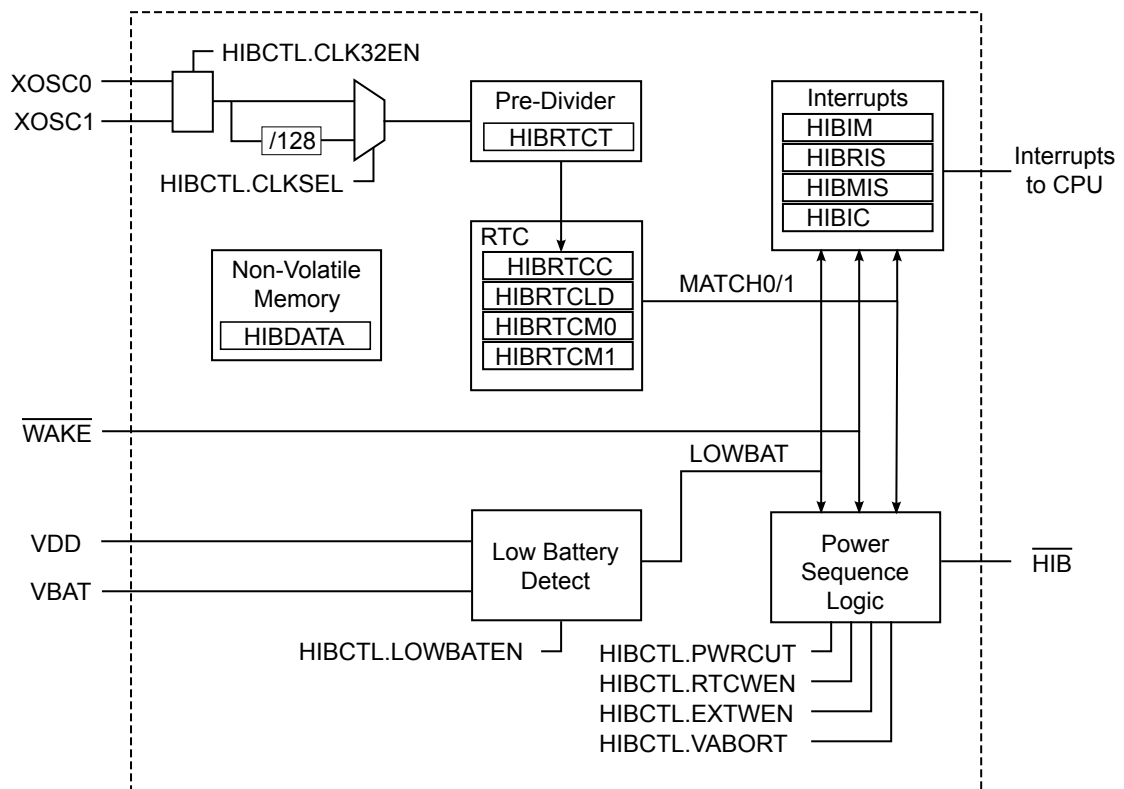 HIBCTL.CLK32EN
XOSC0
XOSC1
/128
HIBCTL.CLKSEL
Pre-Divider
HIBRTCT
Interrupts
HIBIM
HIBRIS
HIBMIS
HIBIC
Interrupts
to CPU
Non-Volatile
Memory
HIBDATA
RTC
HIBRTCC
HIBRTCLD
HIBRTCM0
HIBRTCM1
MATCH0/1
WAKE
LOWBAT
VDD
VBAT
Low Battery
Detect
Power
Sequence
Logic
HIB
HIBCTL.LOWBATEN
HIBCTL.PWRCUT
HIBCTL.RTCWEN
HIBCTL.EXTWEN
HIBCTL.VABORT